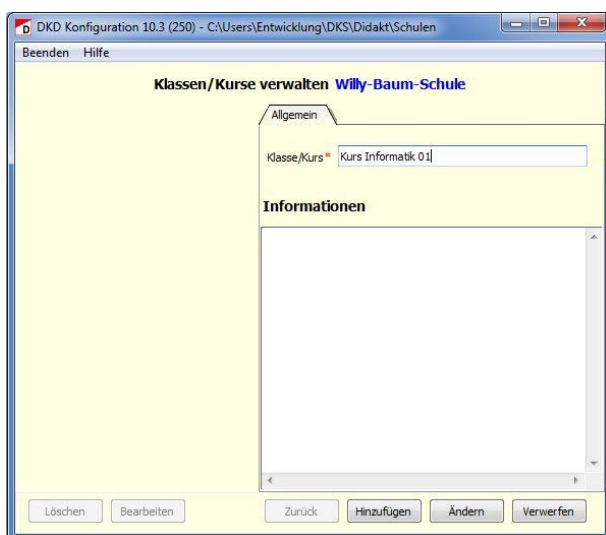 DKD Konfiguration 10.3 (250) - C:\Users\Entwicklung\DKS\Didakt\Schulen
Beenden Hilfe
Klassen/Kurse verwalten Willy-Baum-Schule
Allgemein
Klasse/Kurs* Kurs Informatik 01
Informationen
Löschen Bearbeiten Zurück Hinzufügen Ändern Verwerfen